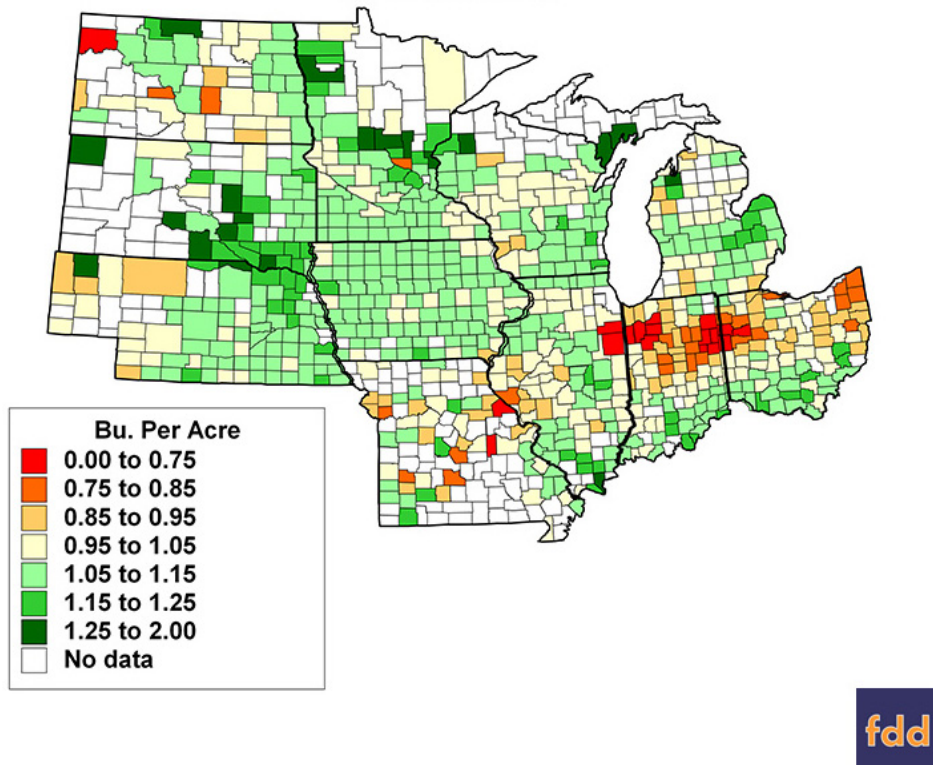 Bu. Per Acre
0.00 to 0.75
0.75 to 0.85
0.85 to 0.95
0.95 to 1.05
1.05 to 1.15
1.15 to 1.25
1.25 to 2.00
No data
fdd